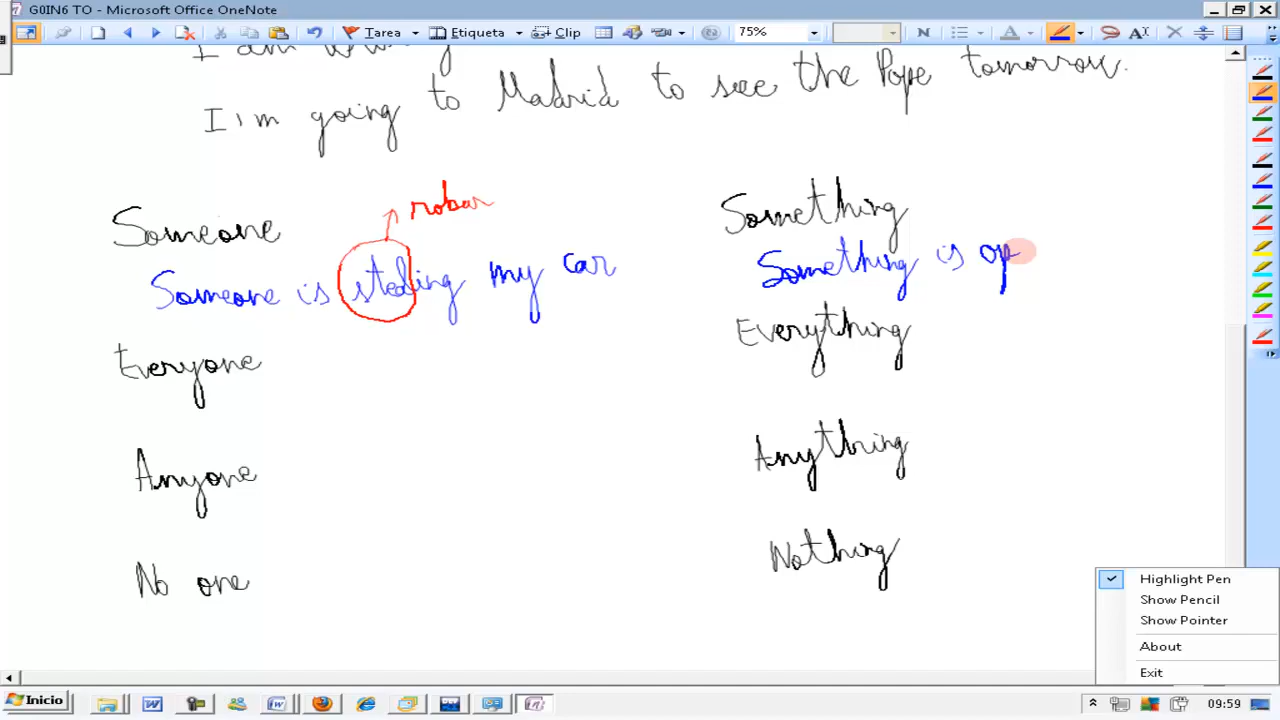 G0IN6 TO - Microsoft Office OneNote
Tarea Etiqueta Clip 75% N A
I am
I'm going to Madrid to see the Pope tomorrow.
robar
Someone
Something
Someone is stealing my car
Something is op
Everyone
Everything
Anyone
Anything
No one
Nothing
Highlight Pen
Show Pencil
Show Pointer
About
Exit
Inicio 09:59